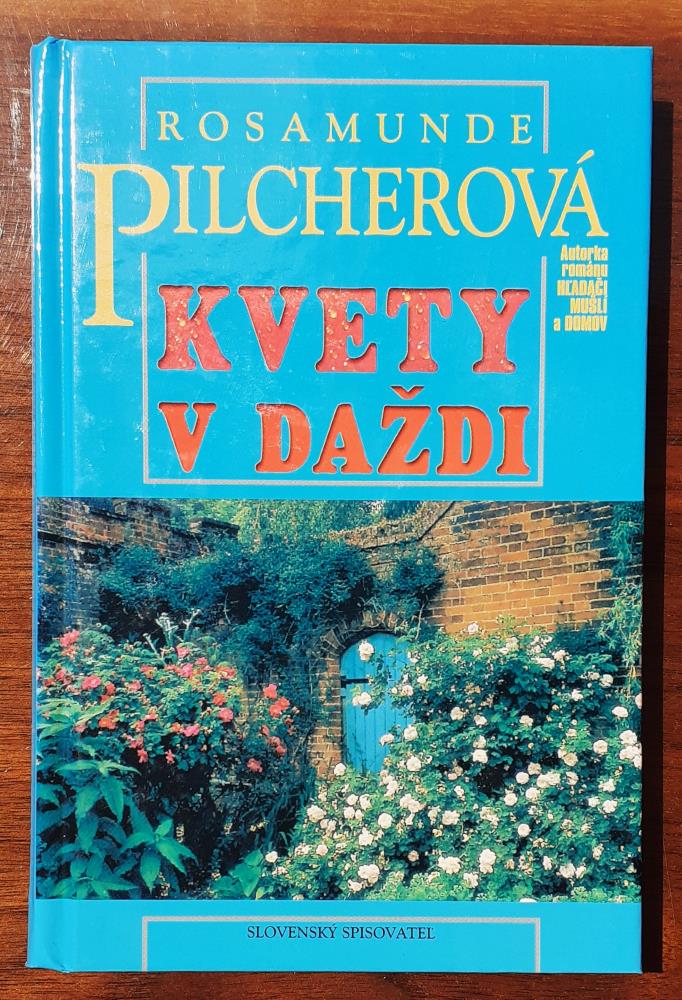 ROSAMUNDE
PILCHEROVÁ
Autorka
románu
HĽADAČI
MUŠLÍ
a DOMOV
KVETY
V DAŽDI
SLOVENSKÝ SPISOVATEĽ